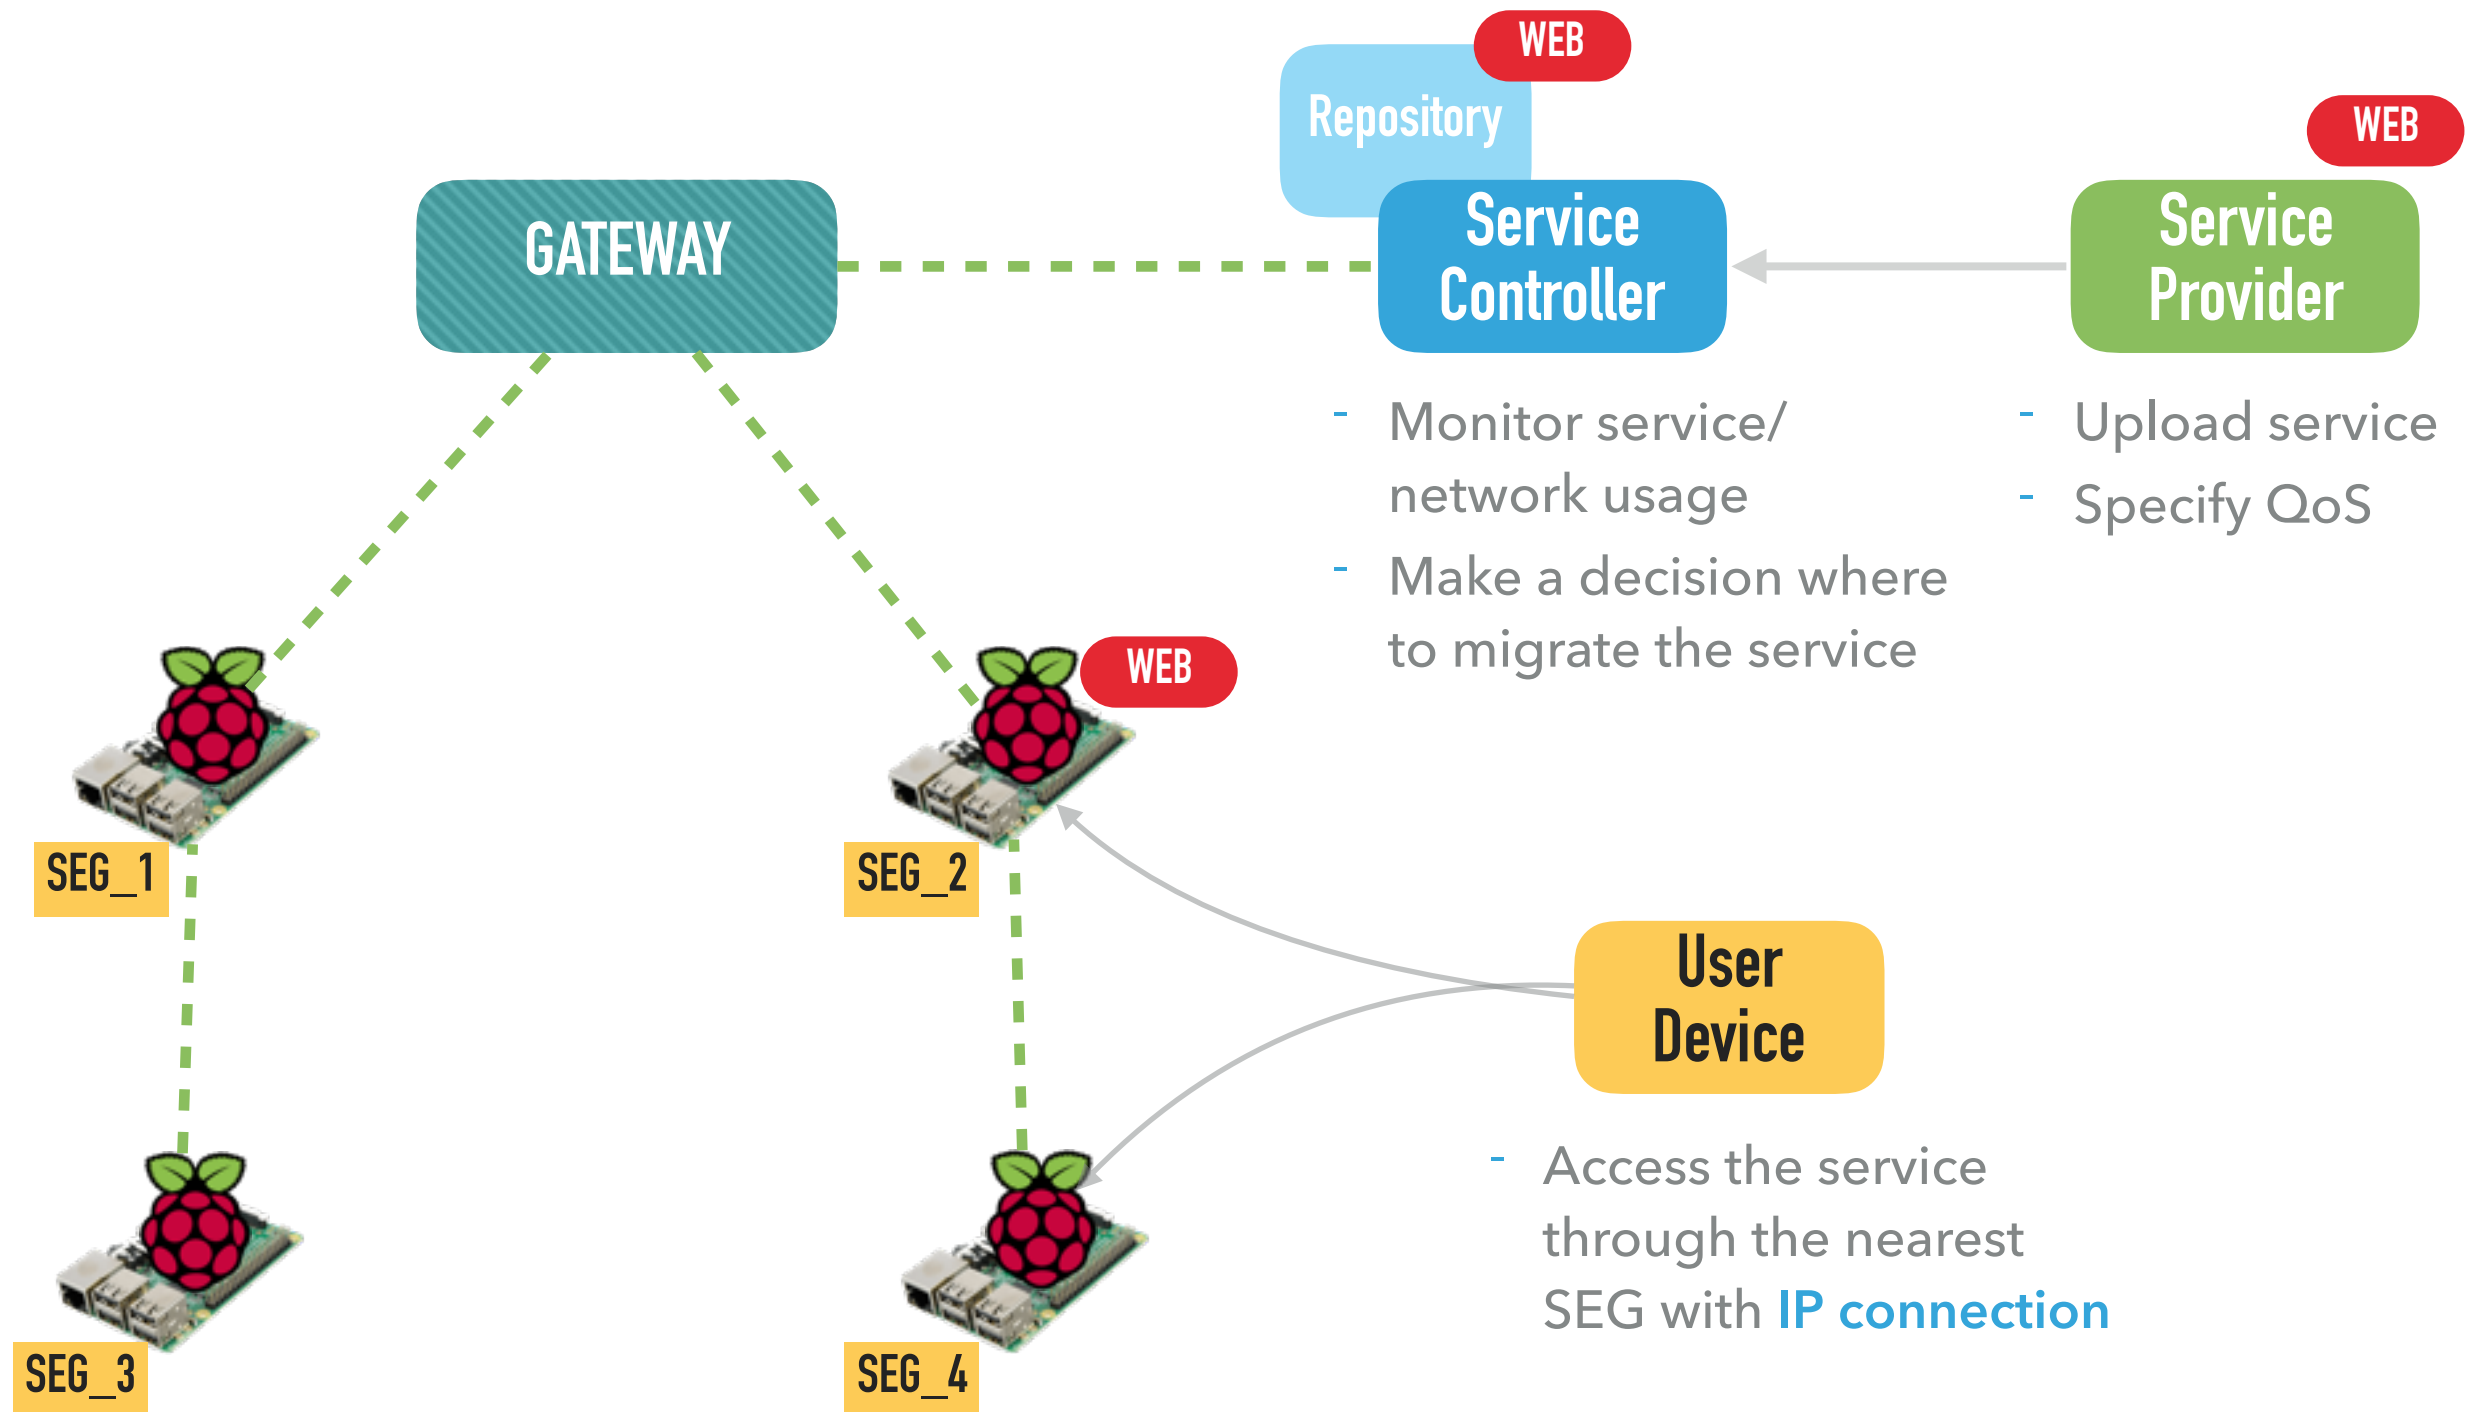 WEB
Repository
WEB
GATEWAY
Service
Controller
Service
Provider
- Monitor service/
network usage
- Make a decision where
to migrate the service
- Upload service
- Specify QoS
WEB
SEG_1
SEG_2
User
Device
- Access the service
through the nearest
SEG with IP connection
SEG_3
SEG_4